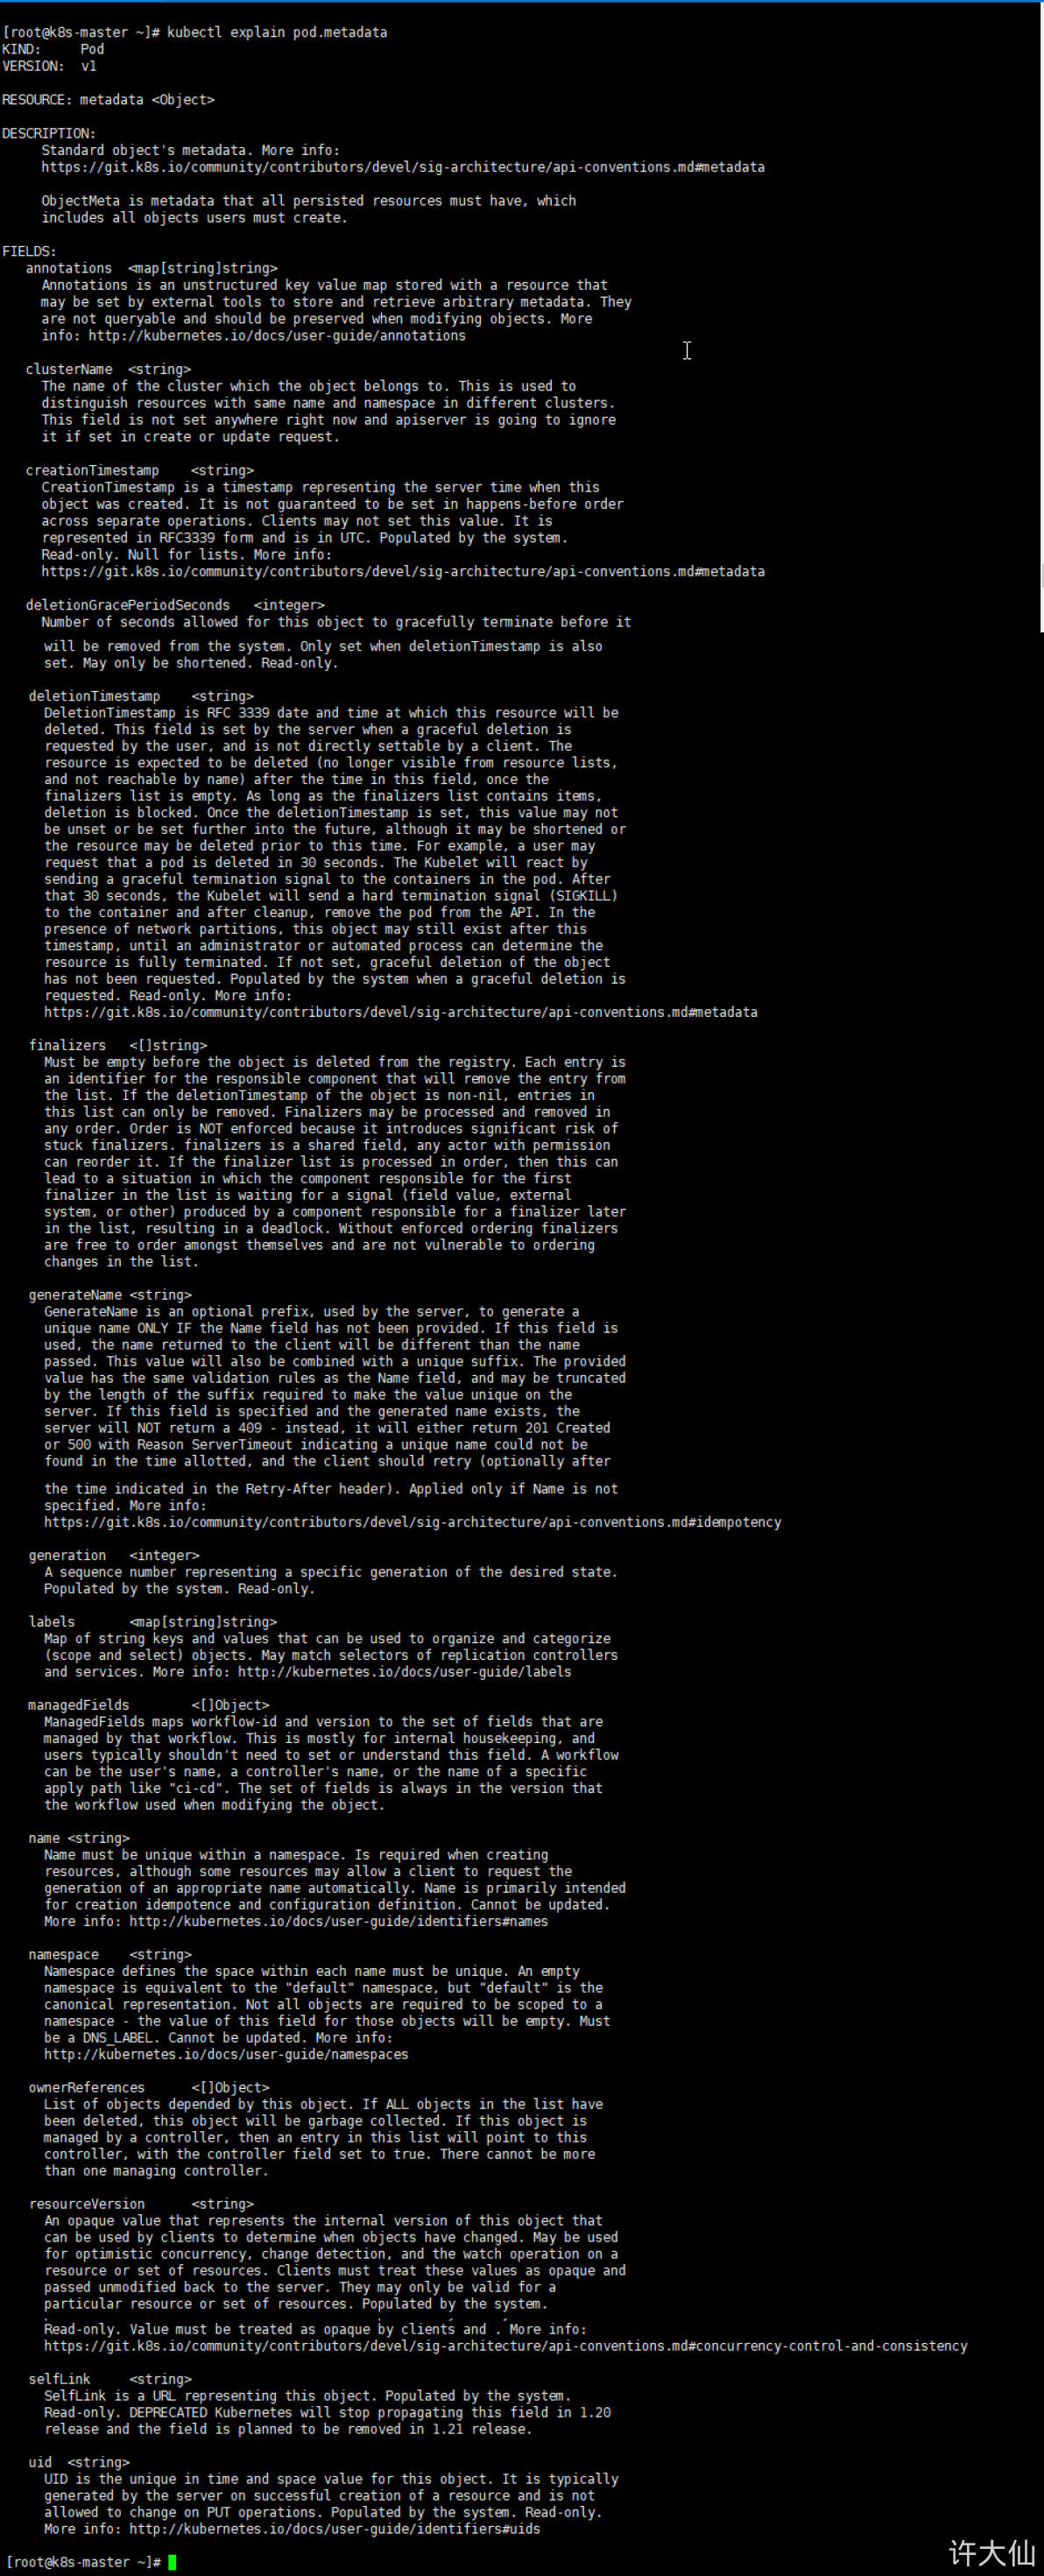 [root@k8s-master ~]# kubectl explain pod.metadata
KIND:     Pod
VERSION:  v1

RESOURCE: metadata <Object>

DESCRIPTION:
     Standard object's metadata. More info:
     https://git.k8s.io/community/contributors/devel/sig-architecture/api-conventions.md#metadata

     ObjectMeta is metadata that all persisted resources must have, which
     includes all objects users must create.

FIELDS:
   annotations  <map[string]string>
     Annotations is an unstructured key value map stored with a resource that
     may be set by external tools to store and retrieve arbitrary metadata. They
     are not queryable and should be preserved when modifying objects. More
     info: http://kubernetes.io/docs/user-guide/annotations

   clusterName  <string>
     The name of the cluster which the object belongs to. This is used to
     distinguish resources with same name and namespace in different clusters.
     This field is not set anywhere right now and apiserver is going to ignore
     it if set in create or update request.

   creationTimestamp    <string>
     CreationTimestamp is a timestamp representing the server time when this
     object was created. It is not guaranteed to be set in happens-before order
     across separate operations. Clients may not set this value. It is
     represented in RFC3339 form and is in UTC. Populated by the system.
     Read-only. Null for lists. More info:
     https://git.k8s.io/community/contributors/devel/sig-architecture/api-conventions.md#metadata

   deletionGracePeriodSeconds   <integer>
     Number of seconds allowed for this object to gracefully terminate before it
     will be removed from the system. Only set when deletionTimestamp is also
     set. May only be shortened. Read-only.

   deletionTimestamp    <string>
     DeletionTimestamp is RFC 3339 date and time at which this resource will be
     deleted. This field is set by the server when a graceful deletion is
     requested by the user, and is not directly settable by a client. The
     resource is expected to be deleted (no longer visible from resource lists,
     and not reachable by name) after the time in this field, once the
     finalizers list is empty. As long as the finalizers list contains items,
     deletion is blocked. Once the deletionTimestamp is set, this value may not
     be unset or be set further into the future, although it may be shortened or
     the resource may be deleted prior to this time. For example, a user may
     request that a pod is deleted in 30 seconds. The Kubelet will react by
     sending a graceful termination signal to the containers in the pod. After
     that 30 seconds, the Kubelet will send a hard termination signal (SIGKILL)
     to the container and after cleanup, remove the pod from the API. In the
     presence of network partitions, this object may still exist after this
     timestamp, until an administrator or automated process can determine the
     resource is fully terminated. If not set, graceful deletion of the object
     has not been requested. Populated by the system when a graceful deletion is
     requested. Read-only. More info:
     https://git.k8s.io/community/contributors/devel/sig-architecture/api-conventions.md#metadata

   finalizers   <[]string>
     Must be empty before the object is deleted from the registry. Each entry is
     an identifier for the responsible component that will remove the entry from
     the list. If the deletionTimestamp of the object is non-nil, entries in
     this list can only be removed. Finalizers may be processed and removed in
     any order. Order is NOT enforced because it introduces significant risk of
     stuck finalizers. finalizers is a shared field, any actor with permission
     can reorder it. If the finalizer list is processed in order, then this can
     lead to a situation in which the component responsible for the first
     finalizer in the list is waiting for a signal (field value, external
     system, or other) produced by a component responsible for a finalizer later
     in the list, resulting in a deadlock. Without enforced ordering finalizers
     are free to order amongst themselves and are not vulnerable to ordering
     changes in the list.

   generateName <string>
     GenerateName is an optional prefix, used by the server, to generate a
     unique name ONLY IF the Name field has not been provided. If this field is
     used, the name returned to the client will be different than the name
     passed. This value will also be combined with a unique suffix. The provided
     value has the same validation rules as the Name field, and may be truncated
     by the length of the suffix required to make the value unique on the
     server. If this field is specified and the generated name exists, the
     server will NOT return a 409 - instead, it will either return 201 Created
     or 500 with Reason ServerTimeout indicating a unique name could not be
     found in the time allotted, and the client should retry (optionally after
     the time indicated in the Retry-After header). Applied only if Name is not
     specified. More info:
     https://git.k8s.io/community/contributors/devel/sig-architecture/api-conventions.md#idempotency

   generation   <integer>
     A sequence number representing a specific generation of the desired state.
     Populated by the system. Read-only.

   labels       <map[string]string>
     Map of string keys and values that can be used to organize and categorize
     (scope and select) objects. May match selectors of replication controllers
     and services. More info: http://kubernetes.io/docs/user-guide/labels

   managedFields        <[]Object>
     ManagedFields maps workflow-id and version to the set of fields that are
     managed by that workflow. This is mostly for internal housekeeping, and
     users typically shouldn't need to set or understand this field. A workflow
     can be the user's name, a controller's name, or the name of a specific
     apply path like "ci-cd". The set of fields is always in the version that
     the workflow used when modifying the object.

   name <string>
     Name must be unique within a namespace. Is required when creating
     resources, although some resources may allow a client to request the
     generation of an appropriate name automatically. Name is primarily intended
     for creation idempotence and configuration definition. Cannot be updated.
     More info: http://kubernetes.io/docs/user-guide/identifiers#names

   namespace    <string>
     Namespace defines the space within each name must be unique. An empty
     namespace is equivalent to the "default" namespace, but "default" is the
     canonical representation. Not all objects are required to be scoped to a
     namespace - the value of this field for those objects will be empty. Must
     be a DNS_LABEL. Cannot be updated. More info:
     http://kubernetes.io/docs/user-guide/namespaces

   ownerReferences      <[]Object>
     List of objects depended by this object. If ALL objects in the list have
     been deleted, this object will be garbage collected. If this object is
     managed by a controller, then an entry in this list will point to this
     controller, with the controller field set to true. There cannot be more
     than one managing controller.

   resourceVersion      <string>
     An opaque value that represents the internal version of this object that
     can be used by clients to determine when objects have changed. May be used
     for optimistic concurrency, change detection, and the watch operation on a
     resource or set of resources. Clients must treat these values as opaque and
     passed unmodified back to the server. They may only be valid for a
     particular resource or set of resources. Populated by the system.
     Read-only. Value must be treated as opaque by clients and . More info:
     https://git.k8s.io/community/contributors/devel/sig-architecture/api-conventions.md#concurrency-control-and-consistency

   selfLink     <string>
     SelfLink is a URL representing this object. Populated by the system.
     Read-only. DEPRECATED Kubernetes will stop propagating this field in 1.20
     release and the field is planned to be removed in 1.21 release.

   uid  <string>
     UID is the unique in time and space value for this object. It is typically
     generated by the server on successful creation of a resource and is not
     allowed to change on PUT operations. Populated by the system. Read-only.
     More info: http://kubernetes.io/docs/user-guide/identifiers#uids

[root@k8s-master ~]#
许大仙